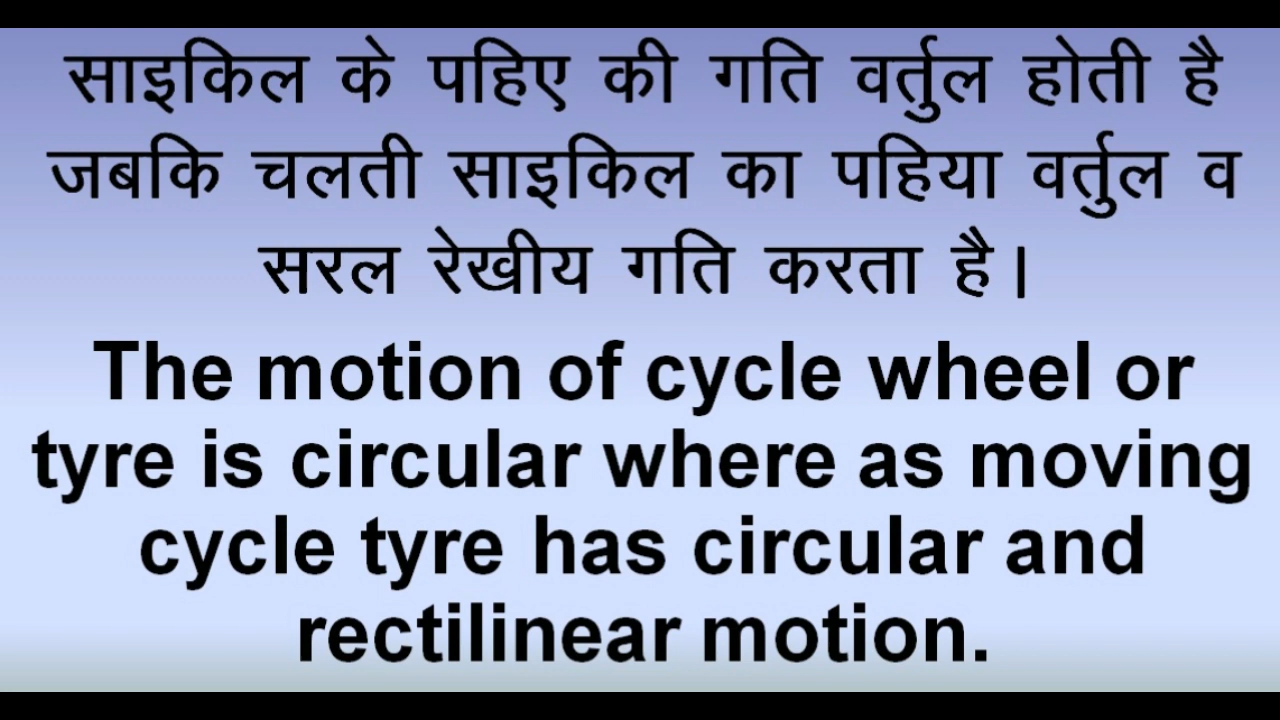 साइकिल के पहिए की गति वर्तुल होती है
जबकि चलती साइकिल का पहिया वर्तुल व
सरल रेखीय गति करता है।
The motion of cycle wheel or
tyre is circular where as moving
cycle tyre has circular and
rectilinear motion.